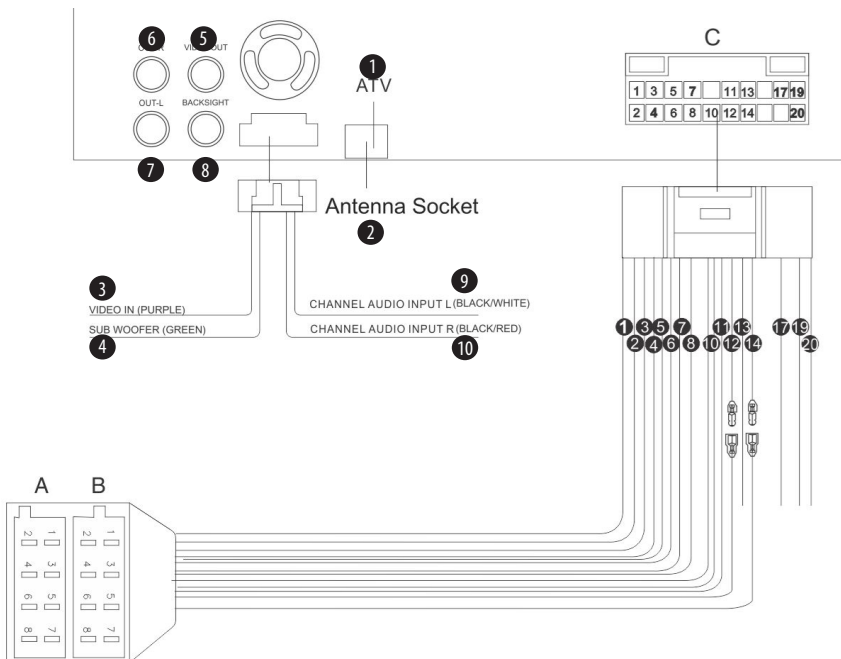 6 5
VIDEO OUT
1
ATV
OUT-L BACKSIGHT
7 8
C
1 3 5 7 11 13 17 19
2 4 6 8 10 12 14 20
Antenna Socket
2
3
VIDEO IN (PURPLE)
SUB WOOFER (GREEN)
4
9
CHANNEL AUDIO INPUT L (BLACK/WHITE)
CHANNEL AUDIO INPUT R (BLACK/RED)
10
1 3 5 7 11 13 17 19
2 4 6 8 10 12 14 20
A B
2 1 2 1
4 3 4 3
6 5 6 5
8 7 8 7